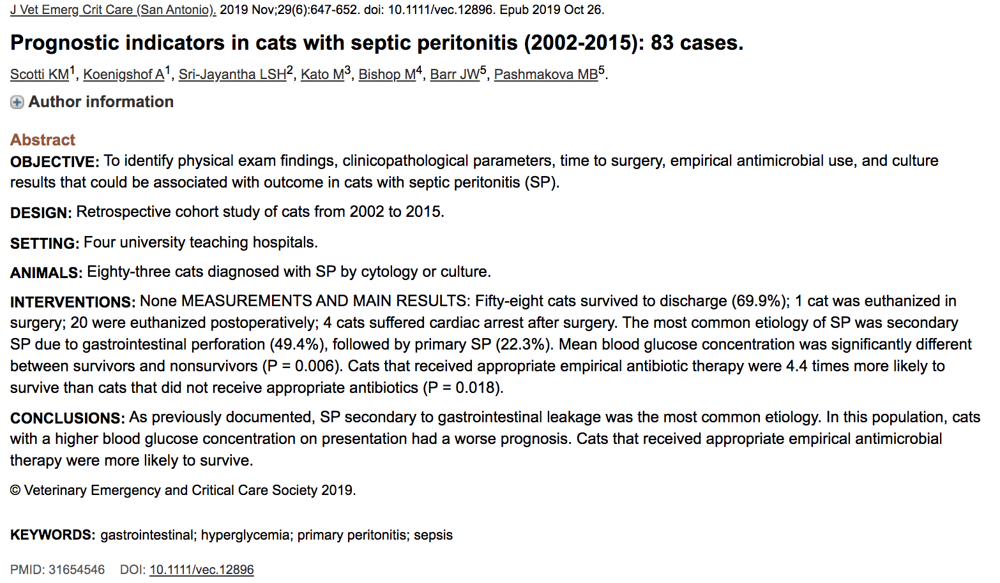 J Vet Emerg Crit Care (San Antonio). 2019 Nov;29(6):647-652. doi: 10.1111/vec.12896. Epub 2019 Oct 26.
Prognostic indicators in cats with septic peritonitis (2002-2015): 83 cases.
Scotti KM1, Koenigshof A1, Sri-Jayantha LSH2, Kato M3, Bishop M4, Barr JW5, Pashmakova MB5.
Author information
Abstract
OBJECTIVE: To identify physical exam findings, clinicopathological parameters, time to surgery, empirical antimicrobial use, and culture
results that could be associated with outcome in cats with septic peritonitis (SP).
DESIGN: Retrospective cohort study of cats from 2002 to 2015.
SETTING: Four university teaching hospitals.
ANIMALS: Eighty-three cats diagnosed with SP by cytology or culture.
INTERVENTIONS: None MEASUREMENTS AND MAIN RESULTS: Fifty-eight cats survived to discharge (69.9%); 1 cat was euthanized in
surgery; 20 were euthanized postoperatively; 4 cats suffered cardiac arrest after surgery. The most common etiology of SP was secondary
SP due to gastrointestinal perforation (49.4%), followed by primary SP (22.3%). Mean blood glucose concentration was significantly different
between survivors and nonsurvivors (P = 0.006). Cats that received appropriate empirical antibiotic therapy were 4.4 times more likely to
survive than cats that did not receive appropriate antibiotics (P = 0.018).
CONCLUSIONS: As previously documented, SP secondary to gastrointestinal leakage was the most common etiology. In this population, cats
with a higher blood glucose concentration on presentation had a worse prognosis. Cats that received appropriate empirical antimicrobial
therapy were more likely to survive.
© Veterinary Emergency and Critical Care Society 2019.
KEYWORDS: gastrointestinal; hyperglycemia; primary peritonitis; sepsis
PMID: 31654546 DOI: 10.1111/vec.12896